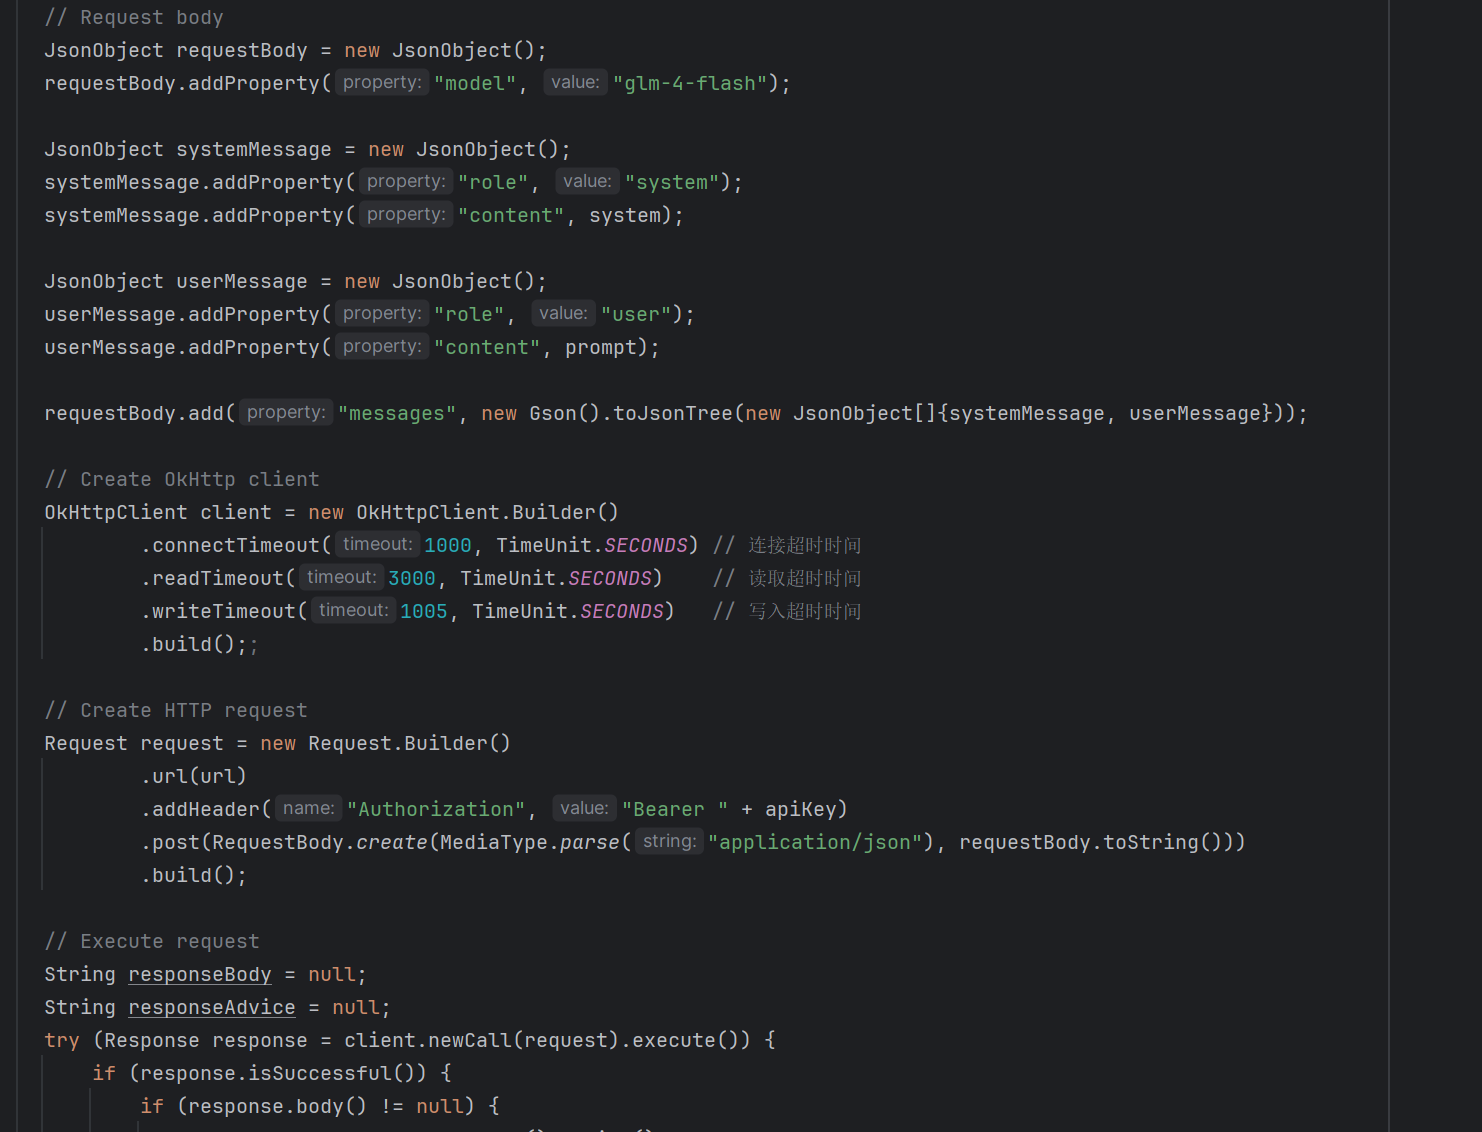 // Request body
JsonObject requestBody = new JsonObject();
requestBody.addProperty( property: "model", value: "glm-4-flash");
JsonObject systemMessage = new JsonObject();
systemMessage.addProperty( property: "role", value: "system");
systemMessage.addProperty( property: "content", system);
JsonObject userMessage = new JsonObject();
userMessage.addProperty( property: "role", value: "user");
userMessage.addProperty( property: "content", prompt);
requestBody.add( property: "messages", new Gson().toJsonTree(new JsonObject[]{systemMessage, userMessage}));
// Create OkHttp client
OkHttpClient client = new OkHttpClient.Builder()
.connectTimeout( timeout: 1000, TimeUnit.SECONDS) // 连接超时时间
.readTimeout( timeout: 3000, TimeUnit.SECONDS) // 读取超时时间
.writeTimeout( timeout: 1005, TimeUnit.SECONDS) // 写入超时时间
.build();;
// Create HTTP request
Request request = new Request.Builder()
.url(url)
.addHeader( name: "Authorization", value: "Bearer " + apiKey)
.post(RequestBody.create(MediaType.parse( string: "application/json"), requestBody.toString()))
.build();
// Execute request
String responseBody = null;
String responseAdvice = null;
try (Response response = client.newCall(request).execute()) {
if (response.isSuccessful()) {
if (response.body() != null) {